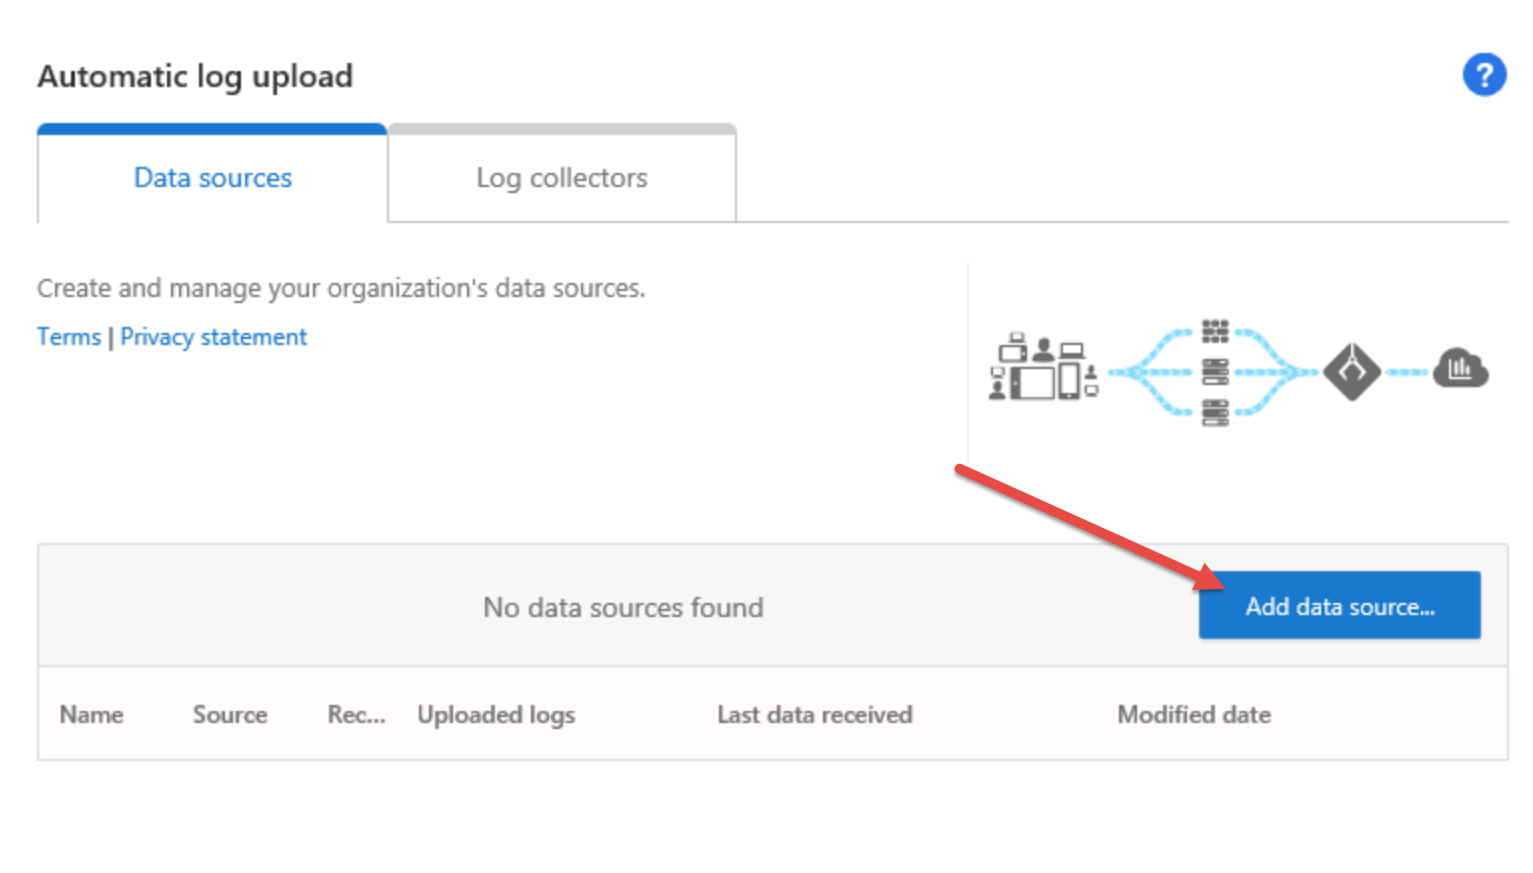 Automatic log upload
?
Data sources
Log collectors
Create and manage your organization's data sources.
Terms | Privacy statement
No data sources found
Add data source...
Name Source Rec... Uploaded logs Last data received Modified date